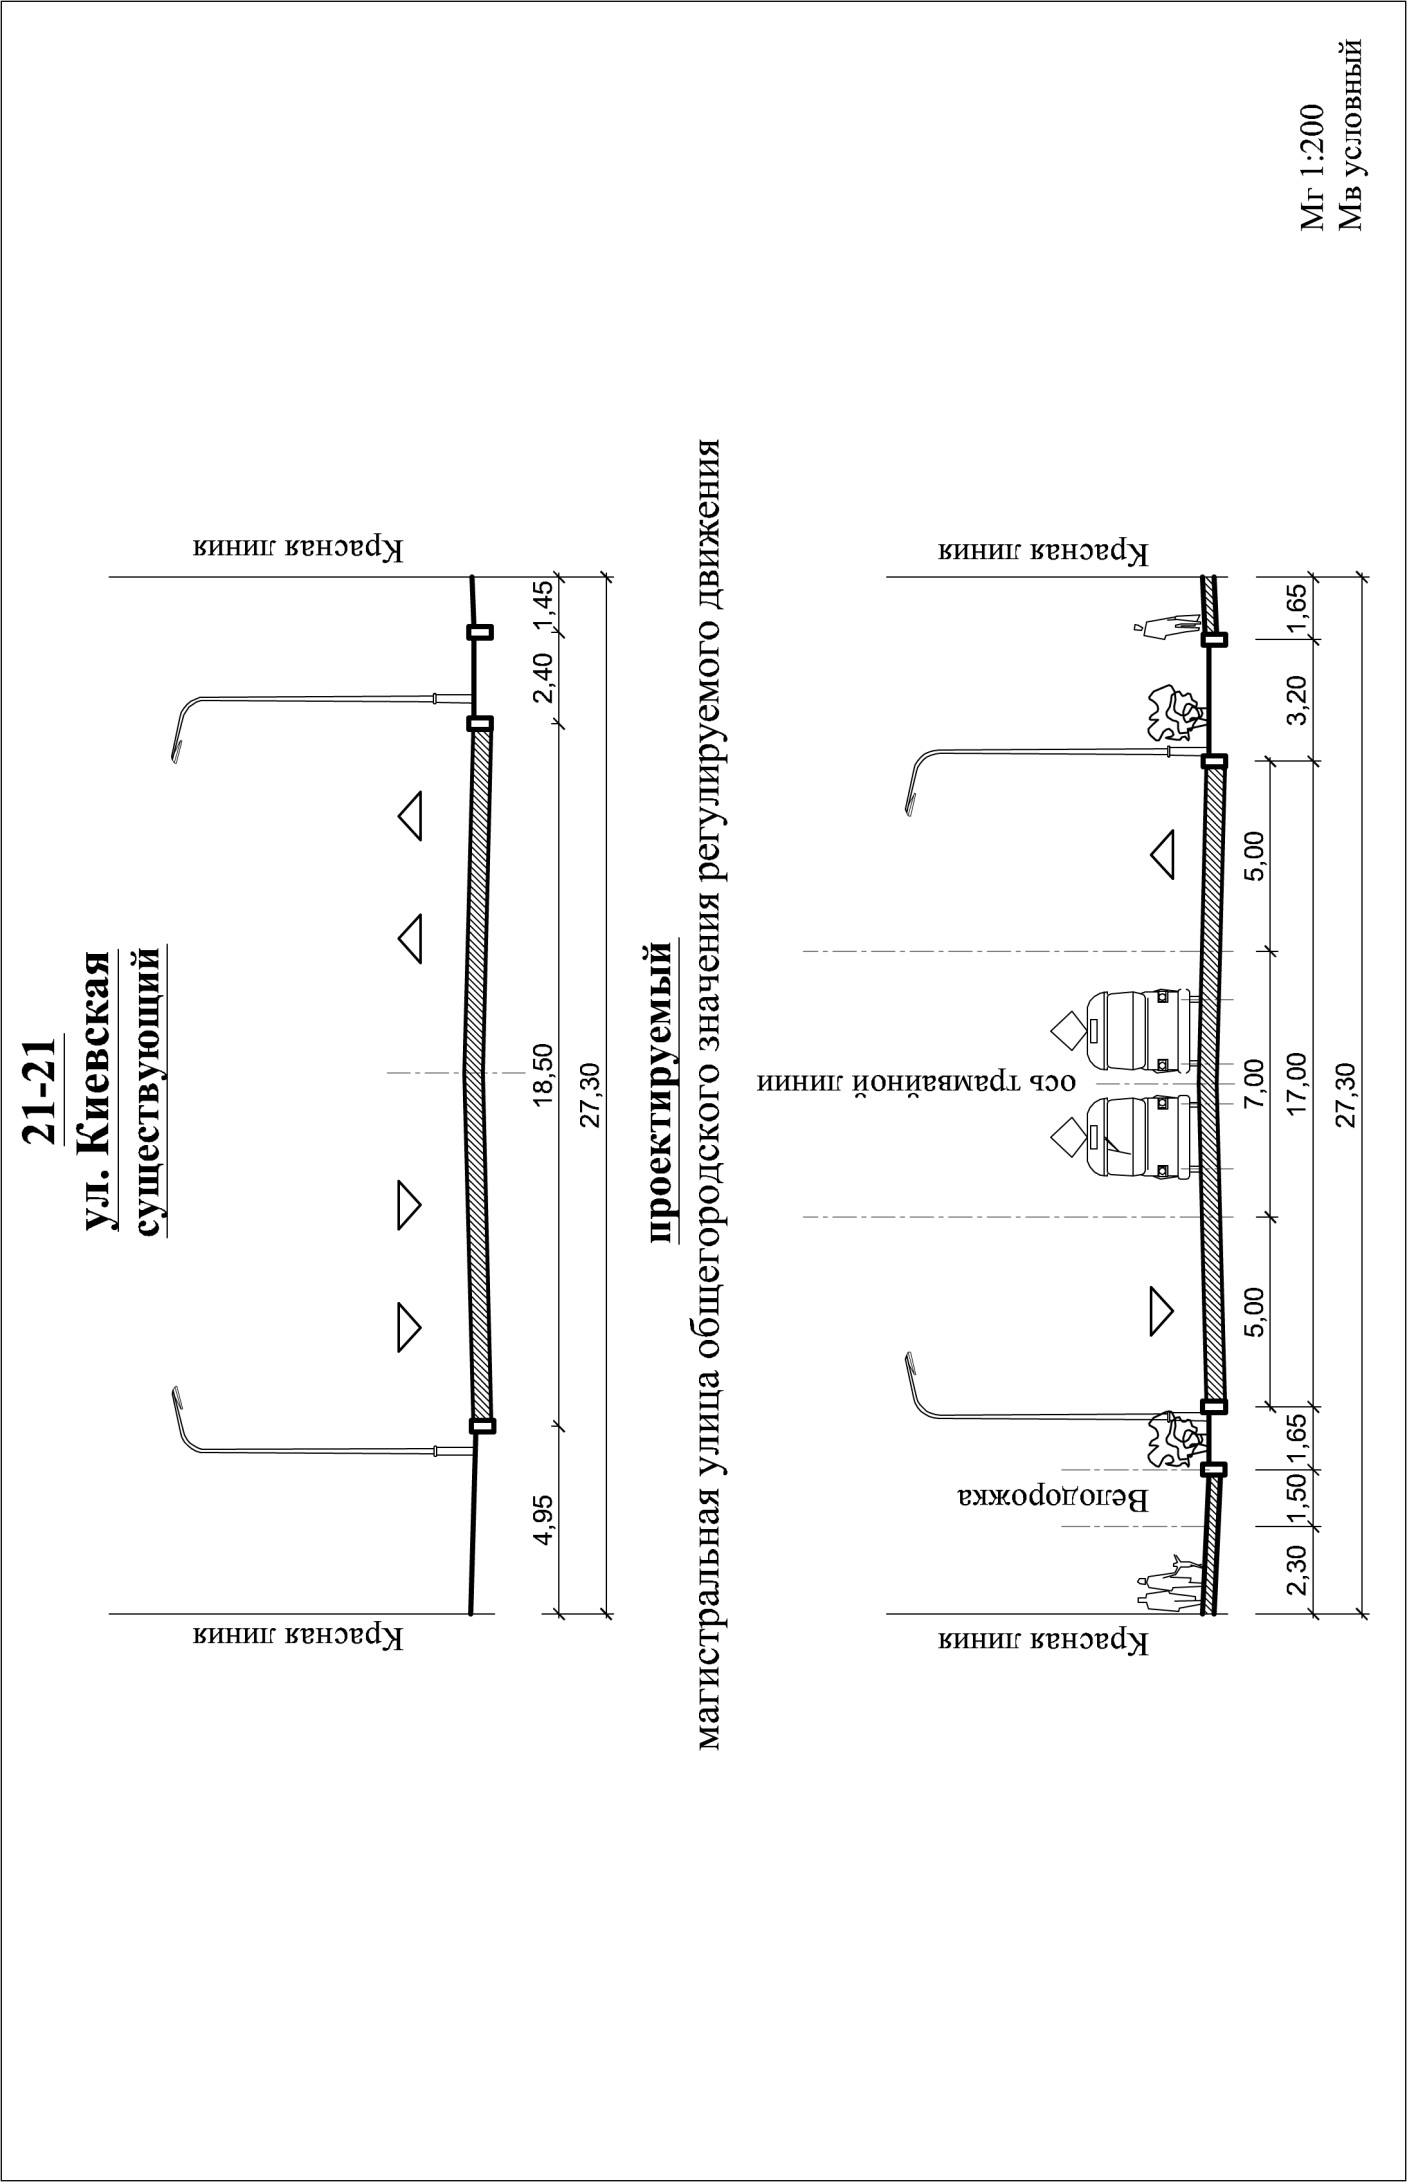 21-21
ул. Киевская
существующий
Красная линия
Красная линия
4,95
18,50
2,40
1,45
27,30
проектируемый
магистральная улица общегородского значения регулируемого движения
Красная линия
Велодорожка
ось трамвайной линии
Красная линия
5,00
7,00
5,00
2,30
1,50
1,65
17,00
3,20
1,65
27,30
Мг 1:200
Мв условный